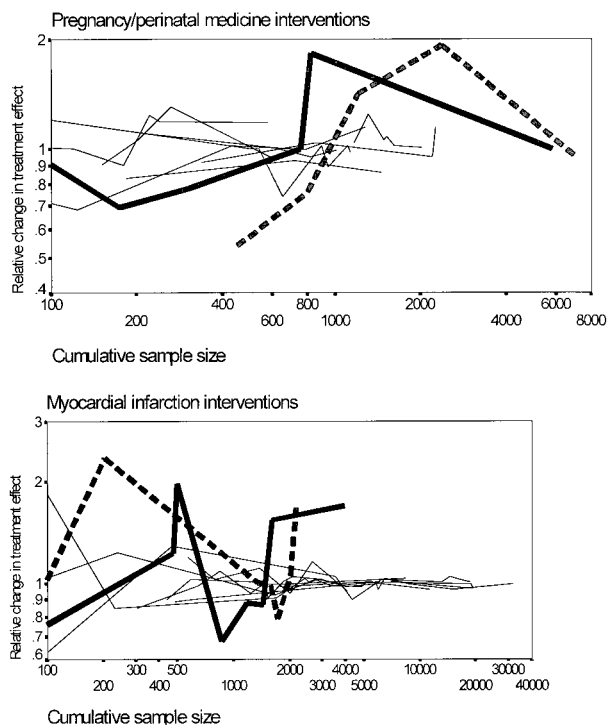 Pregnancy/perinatal medicine interventions
Relative change in treatment effect
2
1
.9
.8
.7
.6
.5
.4
100 400 800 2000 6000
200 600 1000 4000 8000
Cumulative sample size
Myocardial infarction interventions
Relative change in treatment effect
3
2
1
.9
.8
.7
.6
100 300 500 2000 4000 10000 30000
200 400 1000 3000 5000 20000 40000
Cumulative sample size